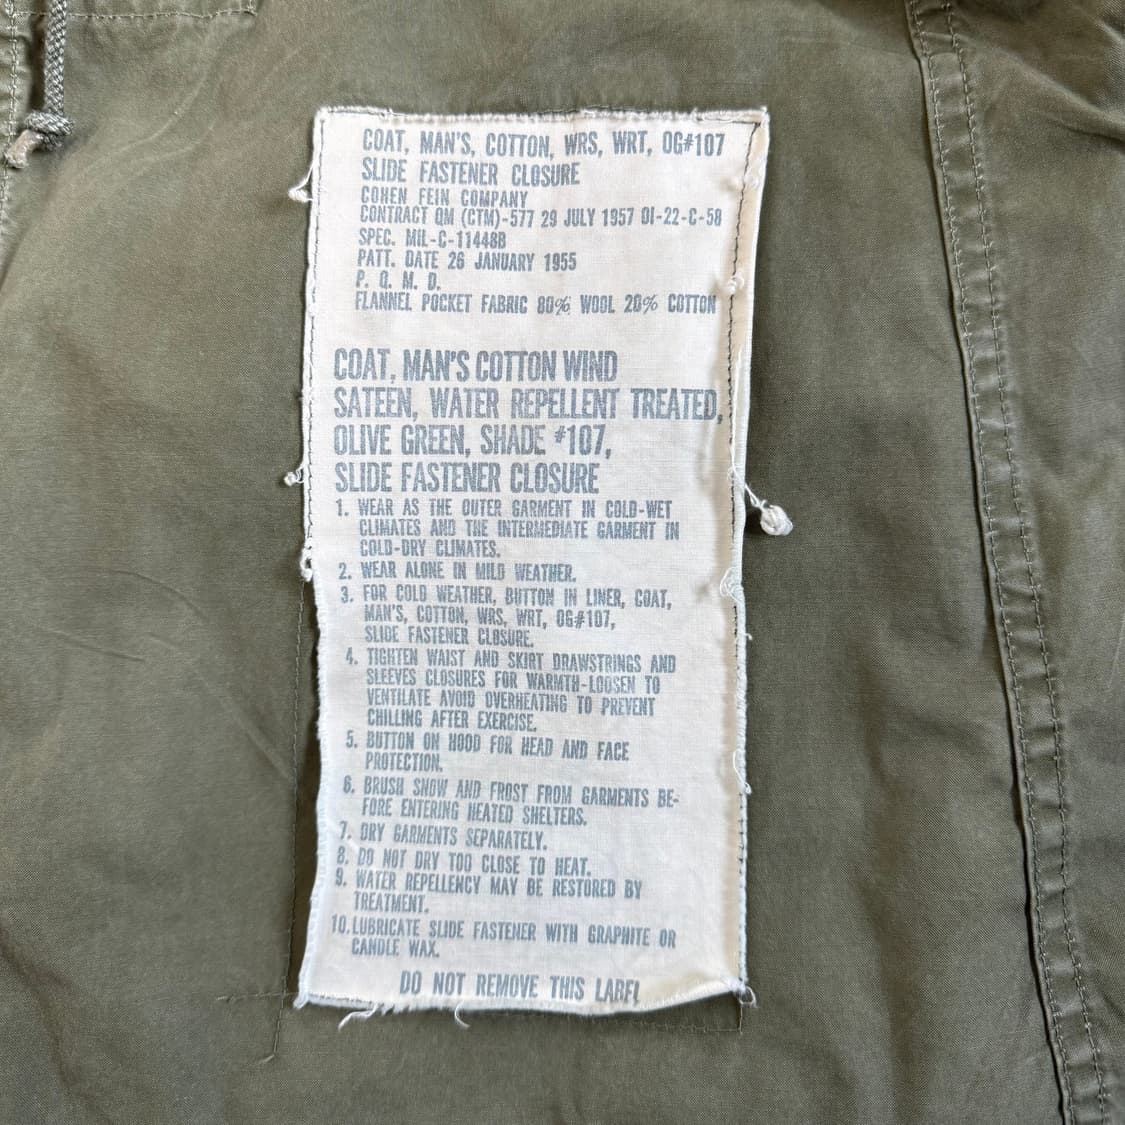 COAT, MAN'S, COTTON, WRS, WRT, OG#107
SLIDE FASTENER CLOSURE
COHEN FEIN COMPANY
CONTRACT QM (CTM)-577 29 JULY 1957 OI-22-C-58
SPEC. MIL-C-11448B
PATT. DATE 26 JANUARY 1955
P. Q. M. D.
FLANNEL POCKET FABRIC 80% WOOL 20% COTTON
COAT, MAN'S COTTON WIND
SATEEN, WATER REPELLENT TREATED,
OLIVE GREEN, SHADE #107,
SLIDE FASTENER CLOSURE
1. WEAR AS THE OUTER GARMENT IN COLD-WET
CLIMATES AND THE INTERMEDIATE GARMENT IN
COLD-DRY CLIMATES.
2. WEAR ALONE IN MILD WEATHER.
3. FOR COLD WEATHER, BUTTON IN LINER, COAT,
MAN'S, COTTON, WRS, WRT, OG#107,
SLIDE FASTENER CLOSURE.
4. TIGHTEN WAIST AND SKIRT DRAWSTRINGS AND
SLEEVES CLOSURES FOR WARMTH-LOOSEN TO
VENTILATE AVOID OVERHEATING TO PREVENT
CHILLING AFTER EXERCISE.
5. BUTTON ON HOOD FOR HEAD AND FACE
PROTECTION.
6. BRUSH SNOW AND FROST FROM GARMENTS BE-
FORE ENTERING HEATED SHELTERS.
7. DRY GARMENTS SEPARATELY.
8. DO NOT DRY TOO CLOSE TO HEAT.
9. WATER REPELLENCY MAY BE RESTORED BY
TREATMENT.
10. LUBRICATE SLIDE FASTENER WITH GRAPHITE OR
CANDLE WAX.
DO NOT REMOVE THIS LABEL